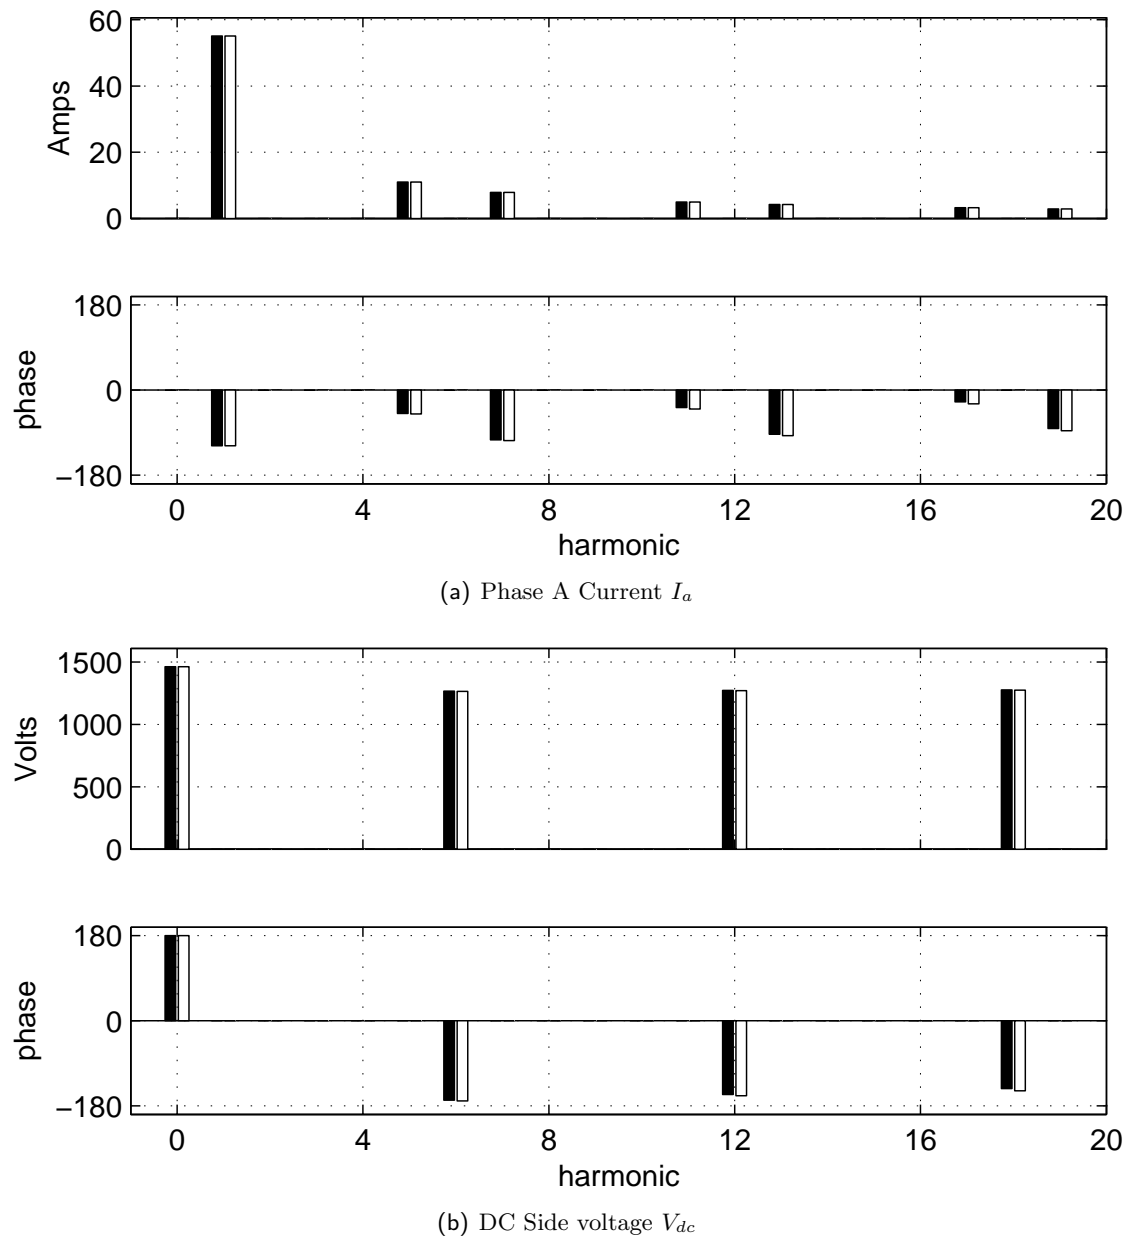 60
40
20
0
Amps
180
0
−180
phase
0 4 8 12 16 20
harmonic
(a) Phase A Current I_a
1500
1000
500
0
Volts
180
0
−180
phase
0 4 8 12 16 20
harmonic
(b) DC Side voltage V_{dc}